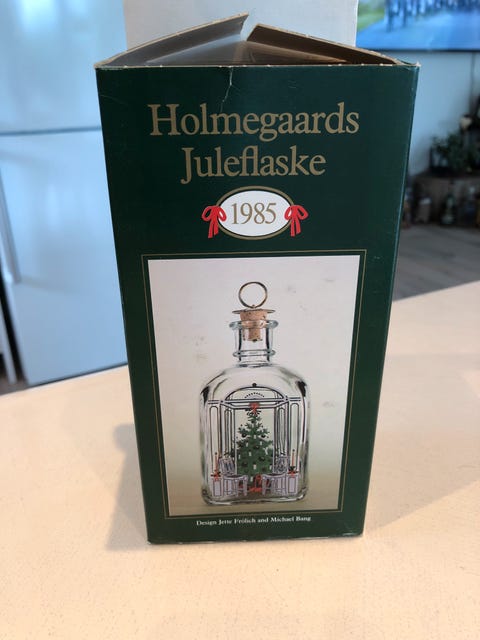 Holmegaards
Juleflaske
1985
Design Jette Frölich and Michael Bang